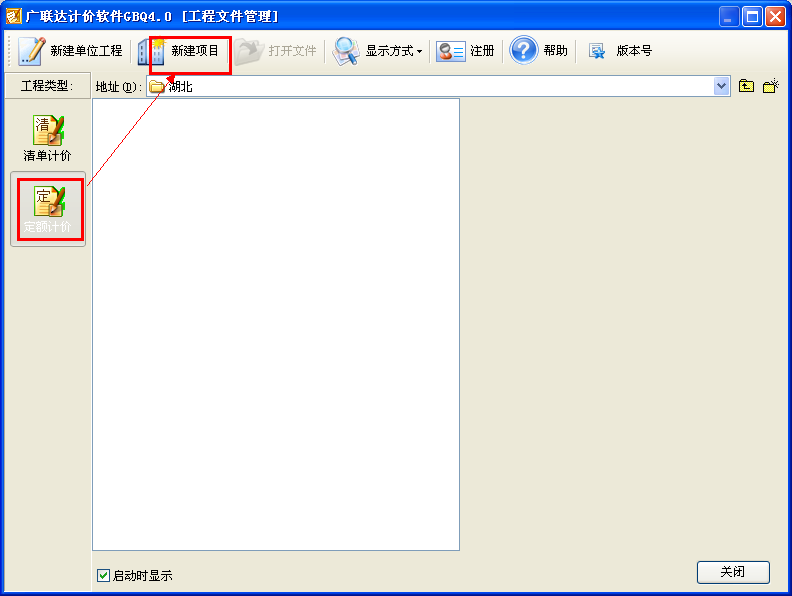 广联达计价软件GBQ4.0 [工程文件管理]
新建单位工程 新建项目 打开文件 显示方式 注册 帮助 版本号
工程类型: 地址(D): 湖北
清
清单计价
定
定额计价
启动时显示
关闭